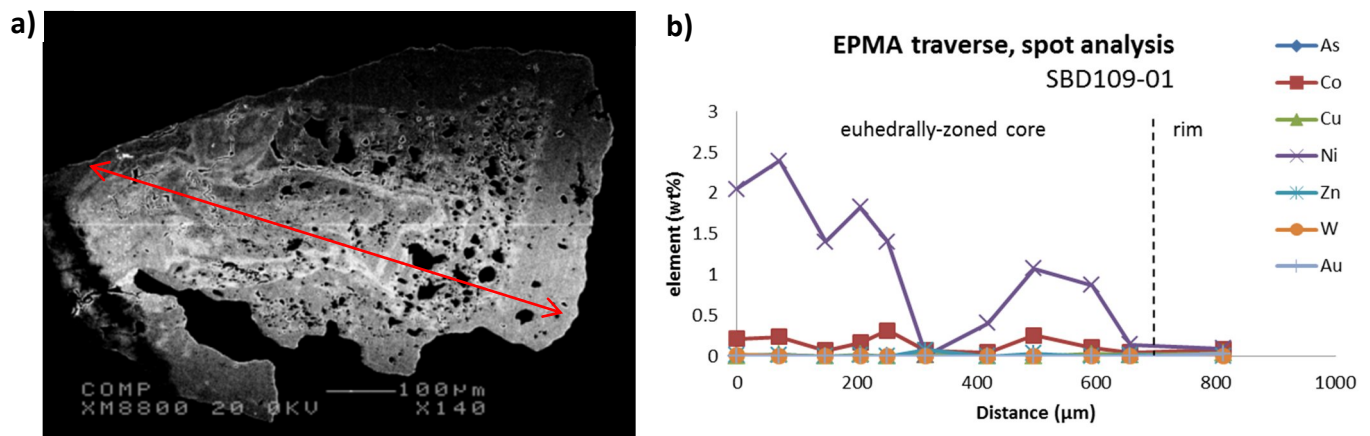 a)
COMP
100µm
XM8800 20.0KV
X140
b)
EPMA traverse, spot analysis
SBD109-01
euhedrally-zoned core
rim
element (wt%)
3
2.5
2
1.5
1
0.5
0
0
200
400
600
800
1000
Distance (µm)
As
Co
Cu
Ni
Zn
W
Au